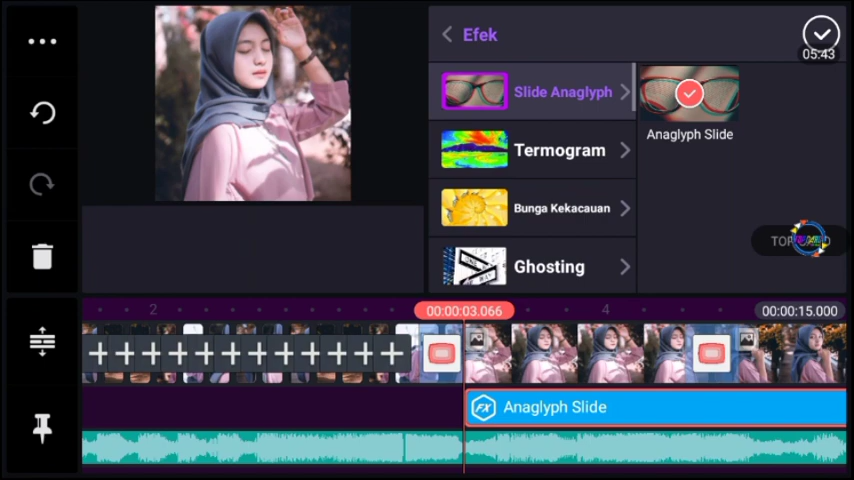 Efek
05:43
Slide Anaglyph
Anaglyph Slide
Termogram
Bunga Kekacauan
Ghosting
2
00:00:03.066
4
00:00:15.000
FX
Anaglyph Slide